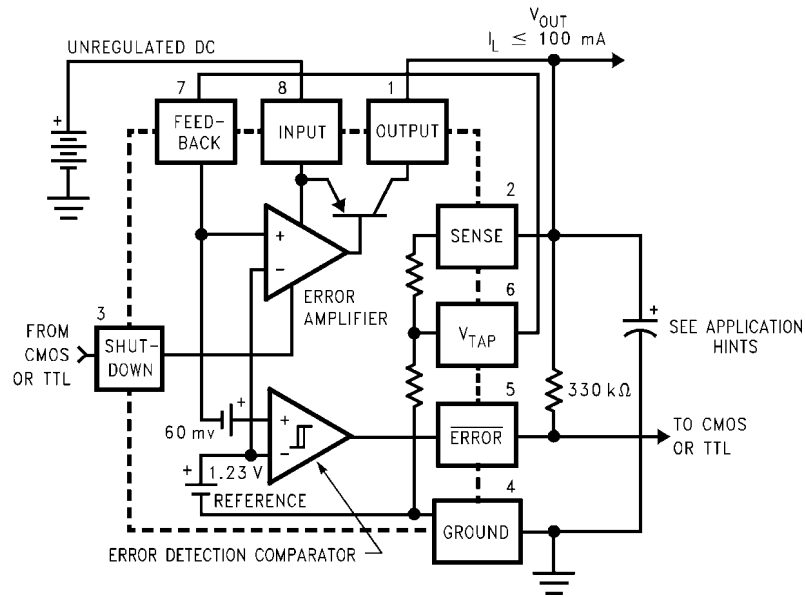 V_OUT
I_L ≤ 100 mA
UNREGULATED DC
7
8
1
FEED-
BACK
INPUT
OUTPUT
2
SENSE
+
+
−
ERROR
AMPLIFIER
6
V_TAP
+
SEE APPLICATION
HINTS
3
FROM
CMOS
OR TTL
SHUT-
DOWN
5
330 kΩ
+
+
60 mv
−
ERROR
TO CMOS
OR TTL
+
1.23 V
REFERENCE
4
GROUND
ERROR DETECTION COMPARATOR